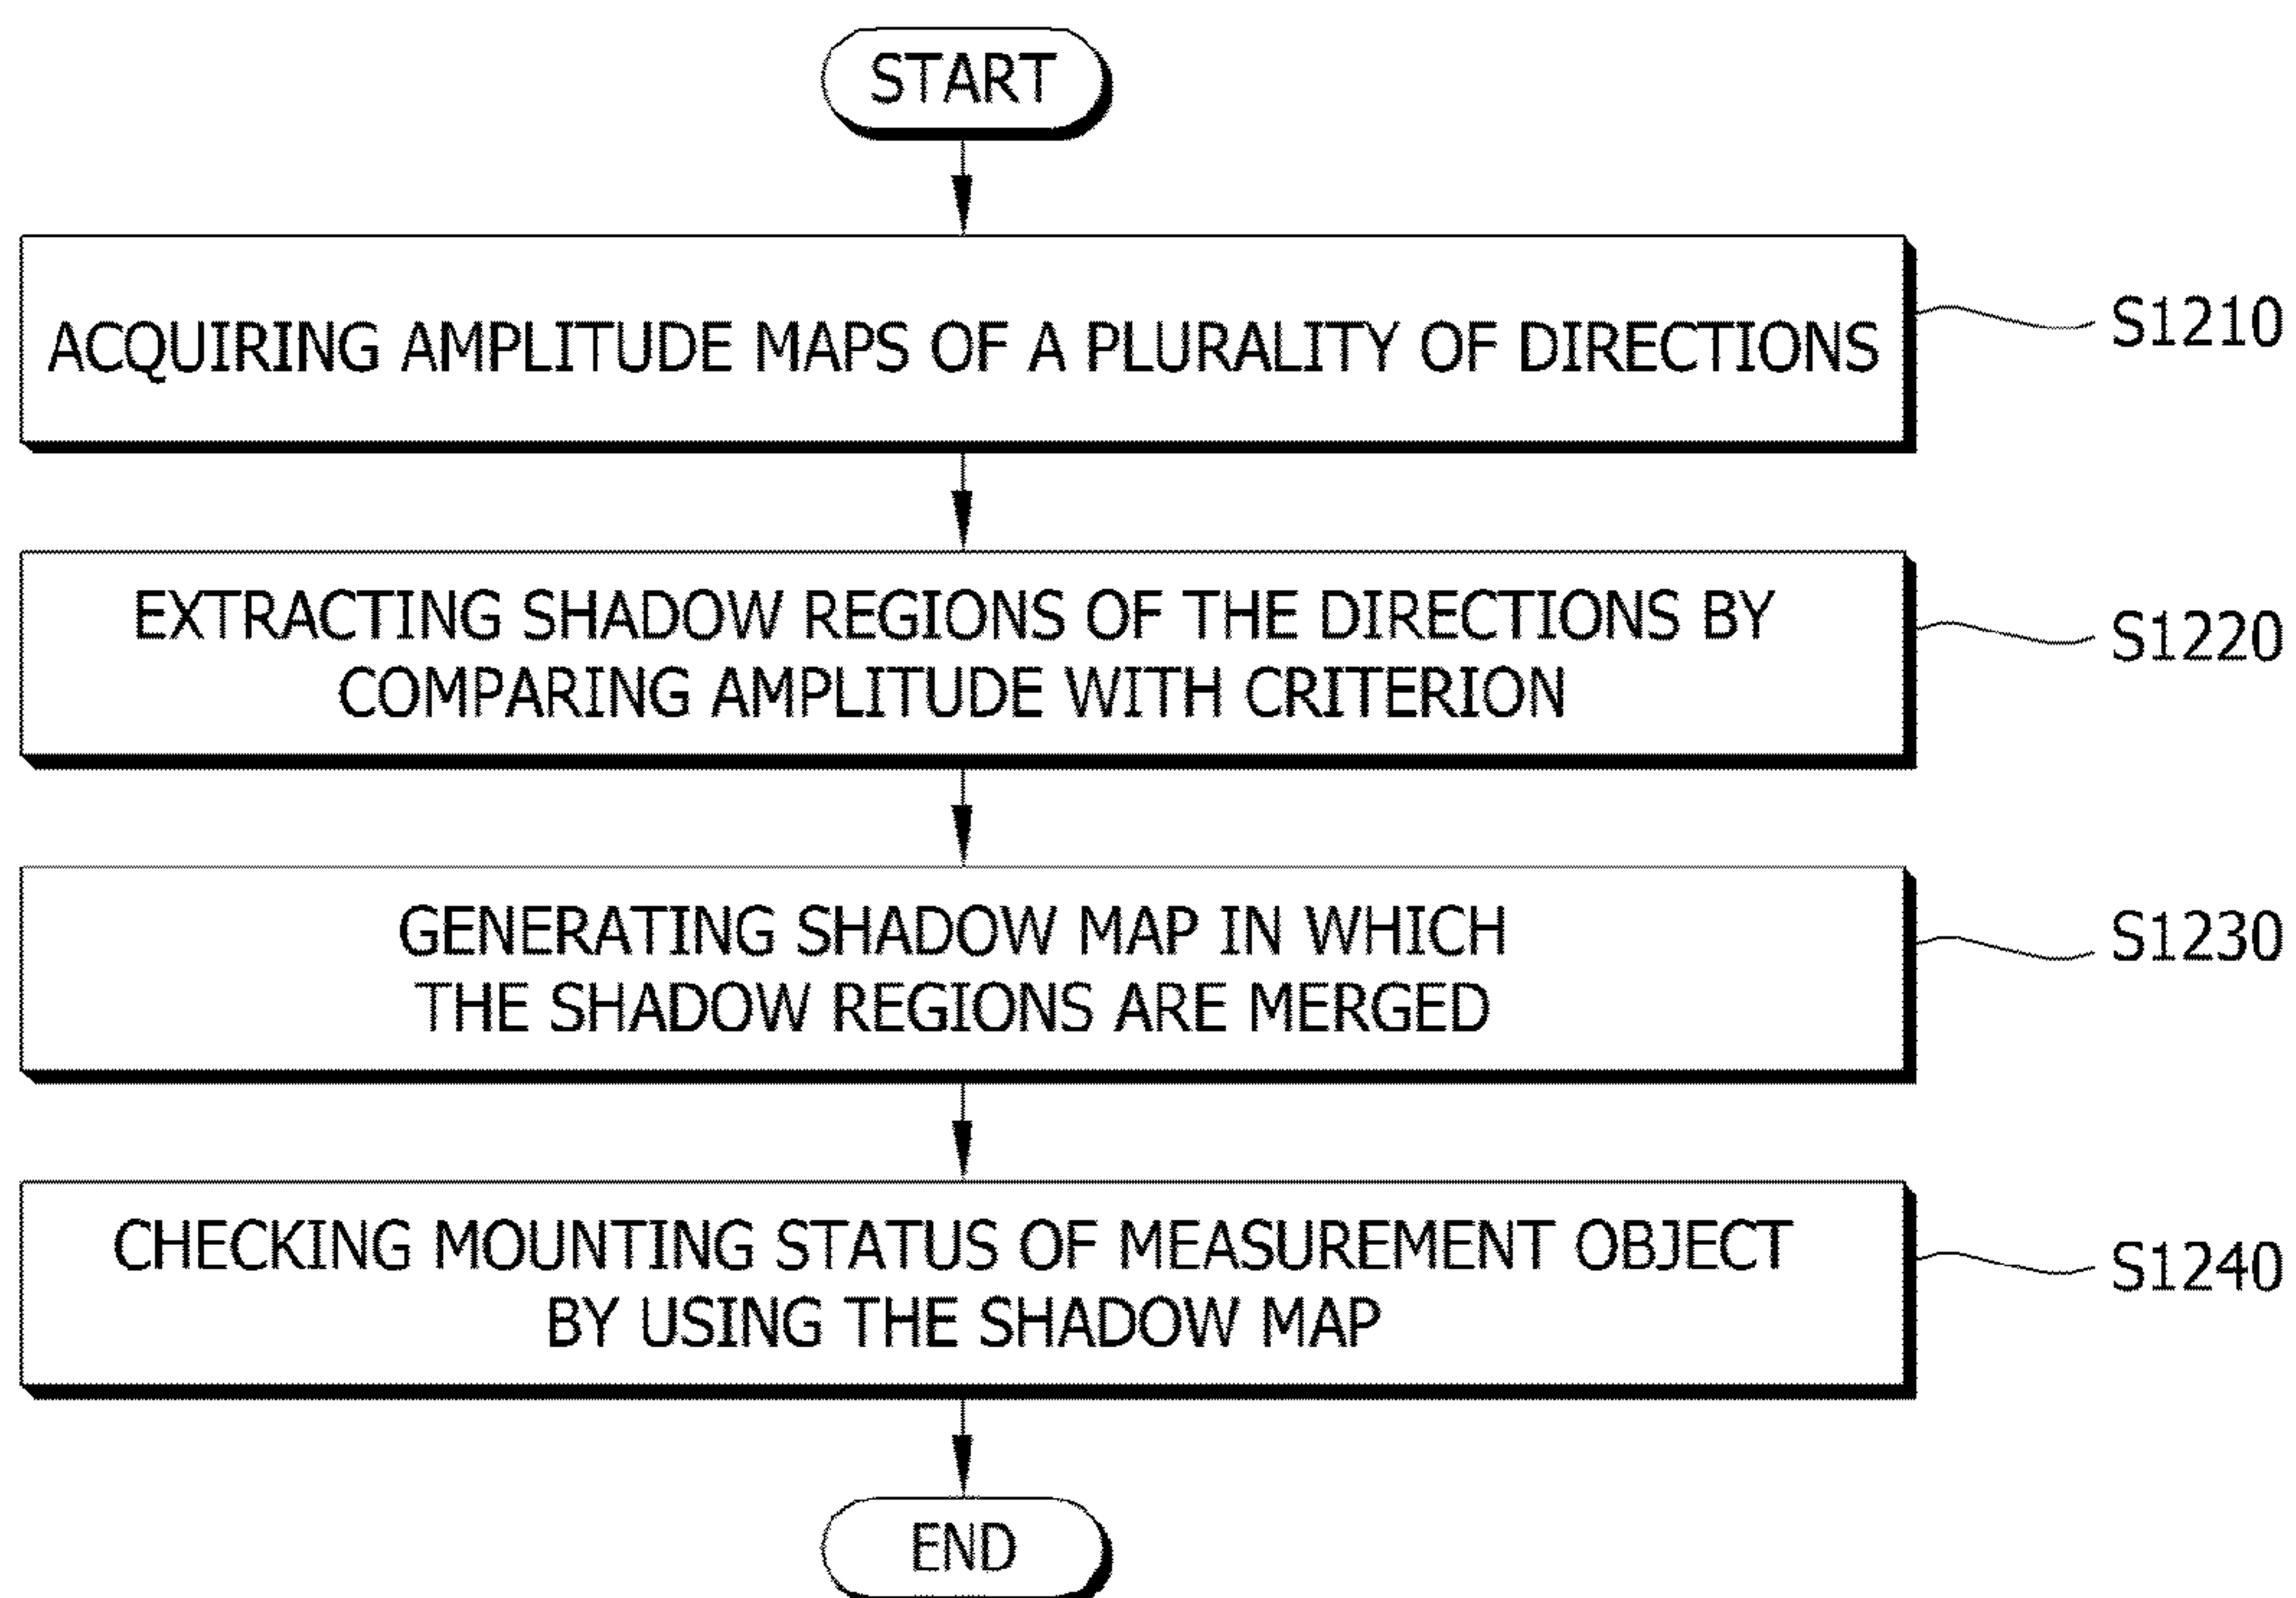 START
ACQUIRING AMPLITUDE MAPS OF A PLURALITY OF DIRECTIONS
S1210
EXTRACTING SHADOW REGIONS OF THE DIRECTIONS BY
COMPARING AMPLITUDE WITH CRITERION
S1220
GENERATING SHADOW MAP IN WHICH
THE SHADOW REGIONS ARE MERGED
S1230
CHECKING MOUNTING STATUS OF MEASUREMENT OBJECT
BY USING THE SHADOW MAP
S1240
END